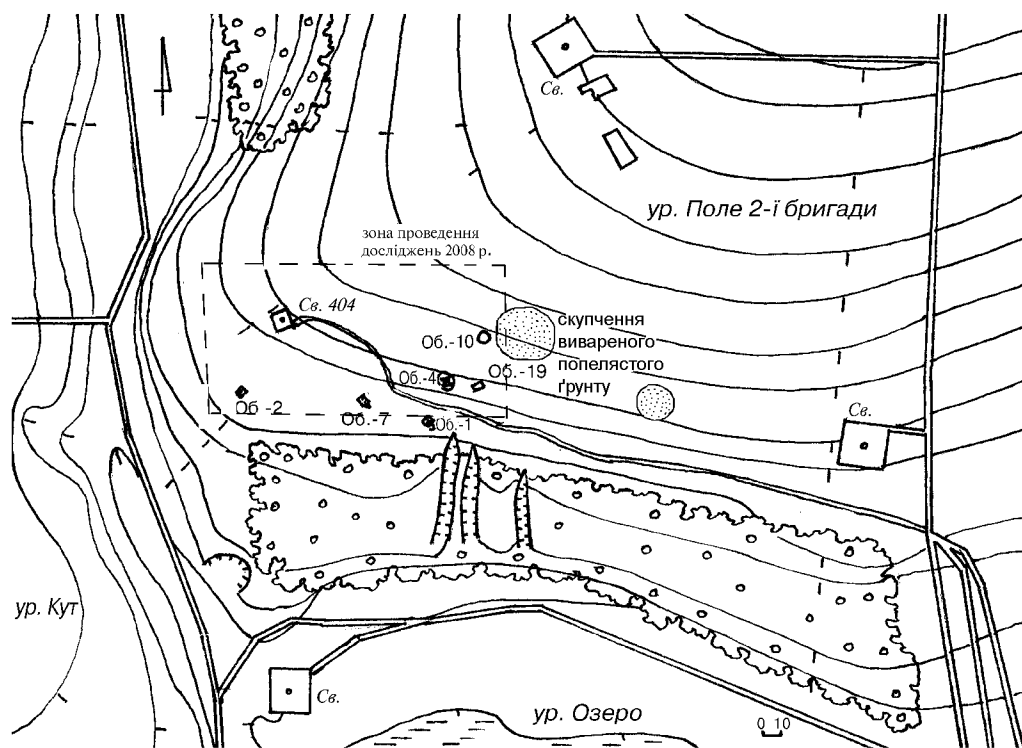 Св.
ур. Поле 2-ї бригади
зона проведення
досліджень 2008 р.
Св. 404
скупчення
вивареного
попелястого
ґрунту
Об.-10
Об.-19
Об.-4
Об.-2
Об.-7
Об.-1
Св.
ур. Кут
Св.
ур. Озеро
0 10